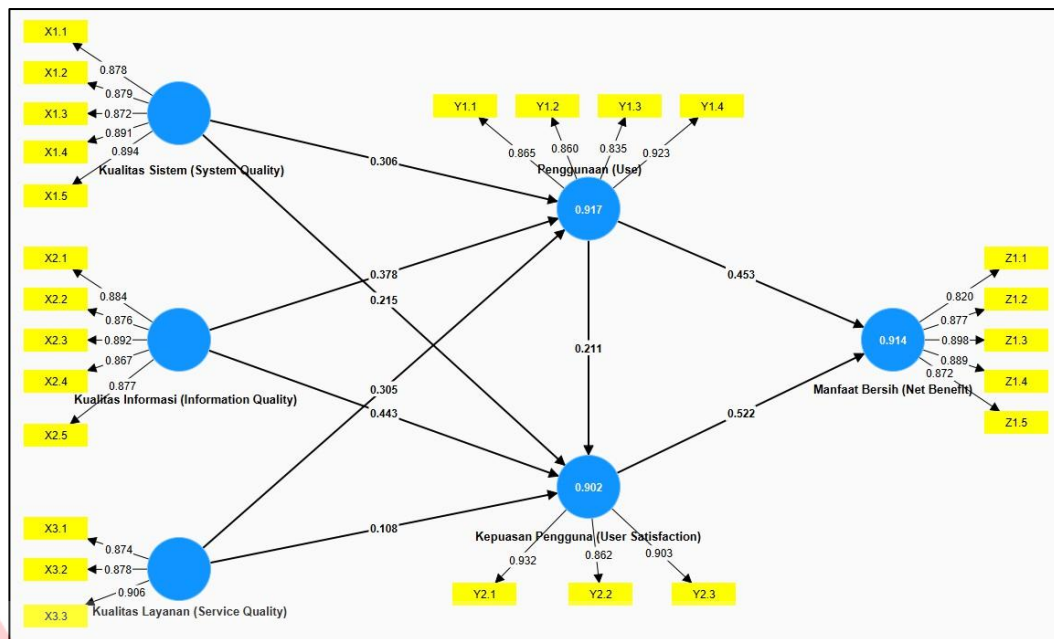 X1.1
0.878
X1.2
0.879
X1.3
0.872
X1.4
0.891
X1.5
0.894
Kualitas Sistem (System Quality)
X2.1
0.884
X2.2
0.876
X2.3
0.892
X2.4
0.867
X2.5
0.877
Kualitas Informasi (Information Quality)
X3.1
0.874
X3.2
0.878
X3.3
0.906
Kualitas Layanan (Service Quality)
0.306
0.378
0.215
0.305
0.443
0.108
Y1.1
Y1.2
Y1.3
Y1.4
0.865
0.860
0.835
0.923
Penggunaan (Use)
0.917
0.211
0.902
Kepuasan Pengguna (User Satisfaction)
0.932
0.862
0.903
Y2.1
Y2.2
Y2.3
0.453
0.522
0.914
Manfaat Bersih (Net Benefit)
Z1.1
0.820
Z1.2
0.877
Z1.3
0.898
Z1.4
0.889
Z1.5
0.872